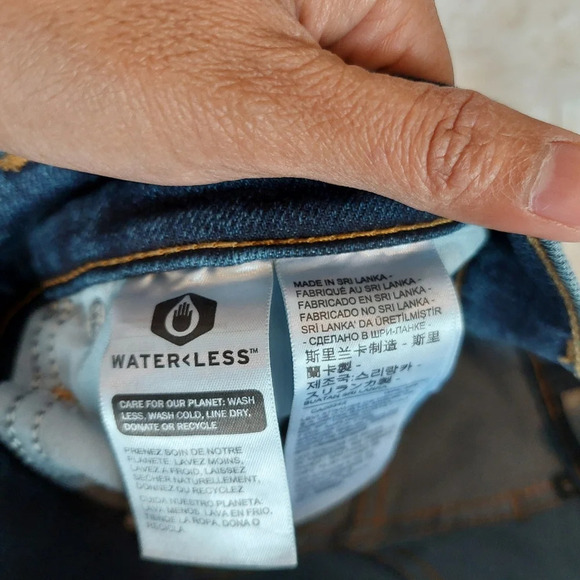 WATER<LESS™
CARE FOR OUR PLANET: WASH
LESS, WASH COLD, LINE DRY,
DONATE OR RECYCLE
PRENEZ SOIN DE NOTRE
PLANÈTE: LAVEZ MOINS,
LAVEZ À FROID, LAISSEZ
SÉCHER NATURELLEMENT,
DONNEZ OU RECYCLEZ
CUIDA NUESTRO PLANETA:
LAVA MENOS, LAVA EN FRIO,
TIENDE LA ROPA, DONA O
RECICLA
MADE IN SRI LANKA -
FABRIQUÉ AU SRI LANKA -
FABRICADO EN SRI LANKA -
FABRICADO NO SRI LANKA -
SRİ LANKA' DA ÜRETİLMİŞTİR
- СДЕЛАНО В ШРИ-ЛАНКЕ -
斯里兰卡制造 - 斯里
蘭卡製 -
제조국:스리랑카 -
スリランカ製 -
BUATAN SRI LANKA -